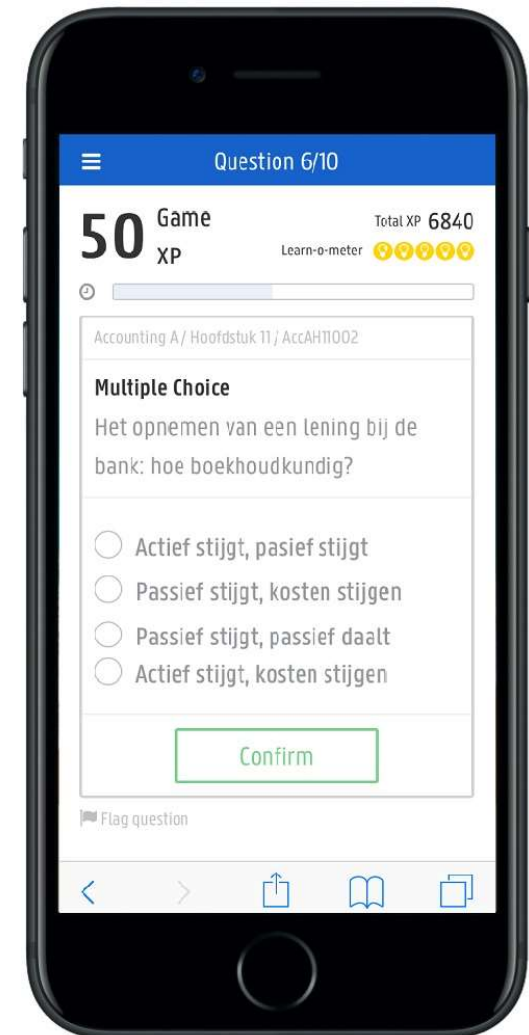 Question 6/10
50 Game XP
Total XP 6840
Learn-o-meter
Accounting A / Hoofdstuk 11 / AccAH11002
Multiple Choice
Het opnemen van een lening bij de
bank: hoe boekhoudkundig?
Actief stijgt, pasief stijgt
Passief stijgt, kosten stijgen
Passief stijgt, passief daalt
Actief stijgt, kosten stijgen
Confirm
Flag question